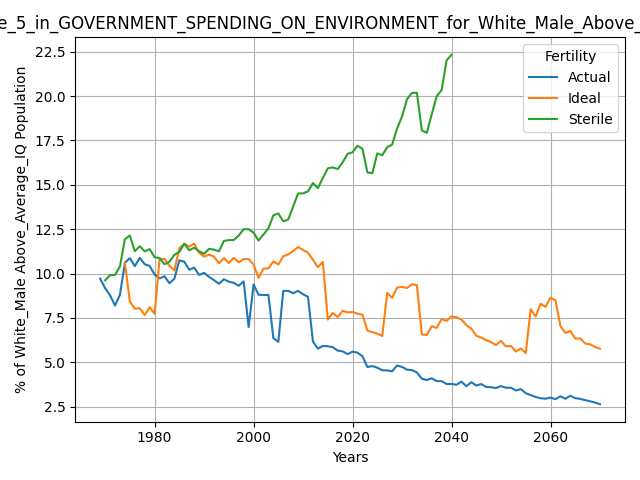 e_5_in_GOVERNMENT_SPENDING_ON_ENVIRONMENT_for_White_Male_Above_
% of White_Male Above_Average_IQ Population
22.5
20.0
17.5
15.0
12.5
10.0
7.5
5.0
2.5
Fertility
Actual
Ideal
Sterile
1980
2000
2020
2040
2060
Years